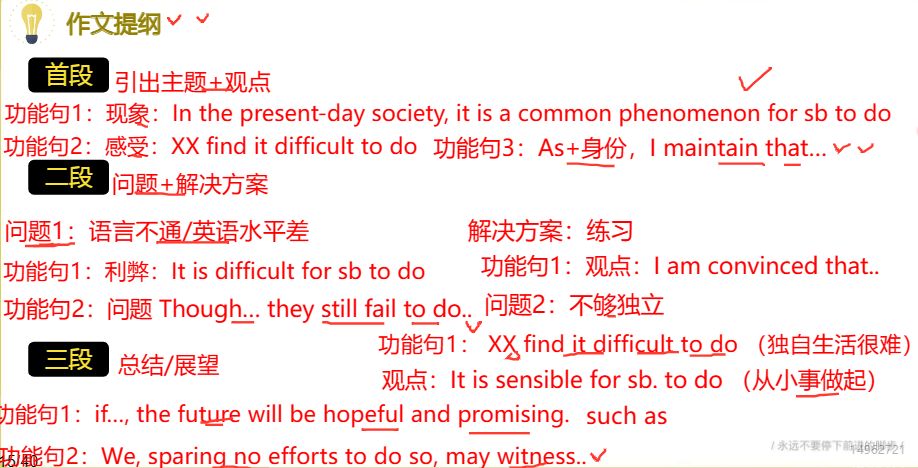 作文提纲
首段 引出主题+观点
功能句1：现象：In the present-day society, it is a common phenomenon for sb to do
功能句2：感受：XX find it difficult to do 功能句3：As+身份，I maintain that...
二段 问题+解决方案
问题1：语言不通/英语水平差 解决方案：练习
功能句1：利弊：It is difficult for sb to do 功能句1：观点：I am convinced that..
功能句2：问题 Though... they still fail to do.. 问题2：不够独立
功能句1： XX find it difficult to do （独自生活很难）
三段 总结/展望
观点：It is sensible for sb. to do （从小事做起）
功能句1：if..., the future will be hopeful and promising. such as
功能句2：We, sparing no efforts to do so, may witness..
15/40
/ 永远不要停下前进的脚步 /
14962721